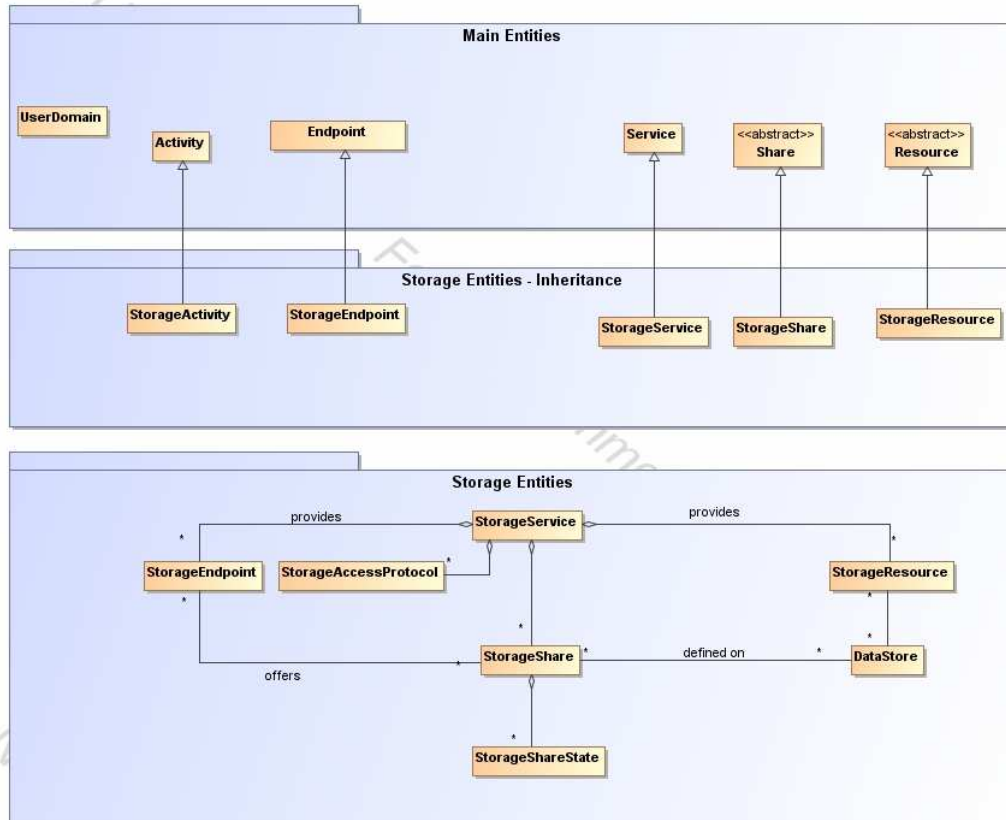 Main Entities
UserDomain
Activity
Endpoint
Service
<<abstract>>
Share
<<abstract>>
Resource
Storage Entities - Inheritance
StorageActivity
StorageEndpoint
StorageService
StorageShare
StorageResource
Storage Entities
provides
StorageService
provides
*
*
StorageEndpoint
StorageAccessProtocol
*
StorageResource
*
*
*
*
StorageShare
*
defined on
*
DataStore
*
offers
*
StorageShareState